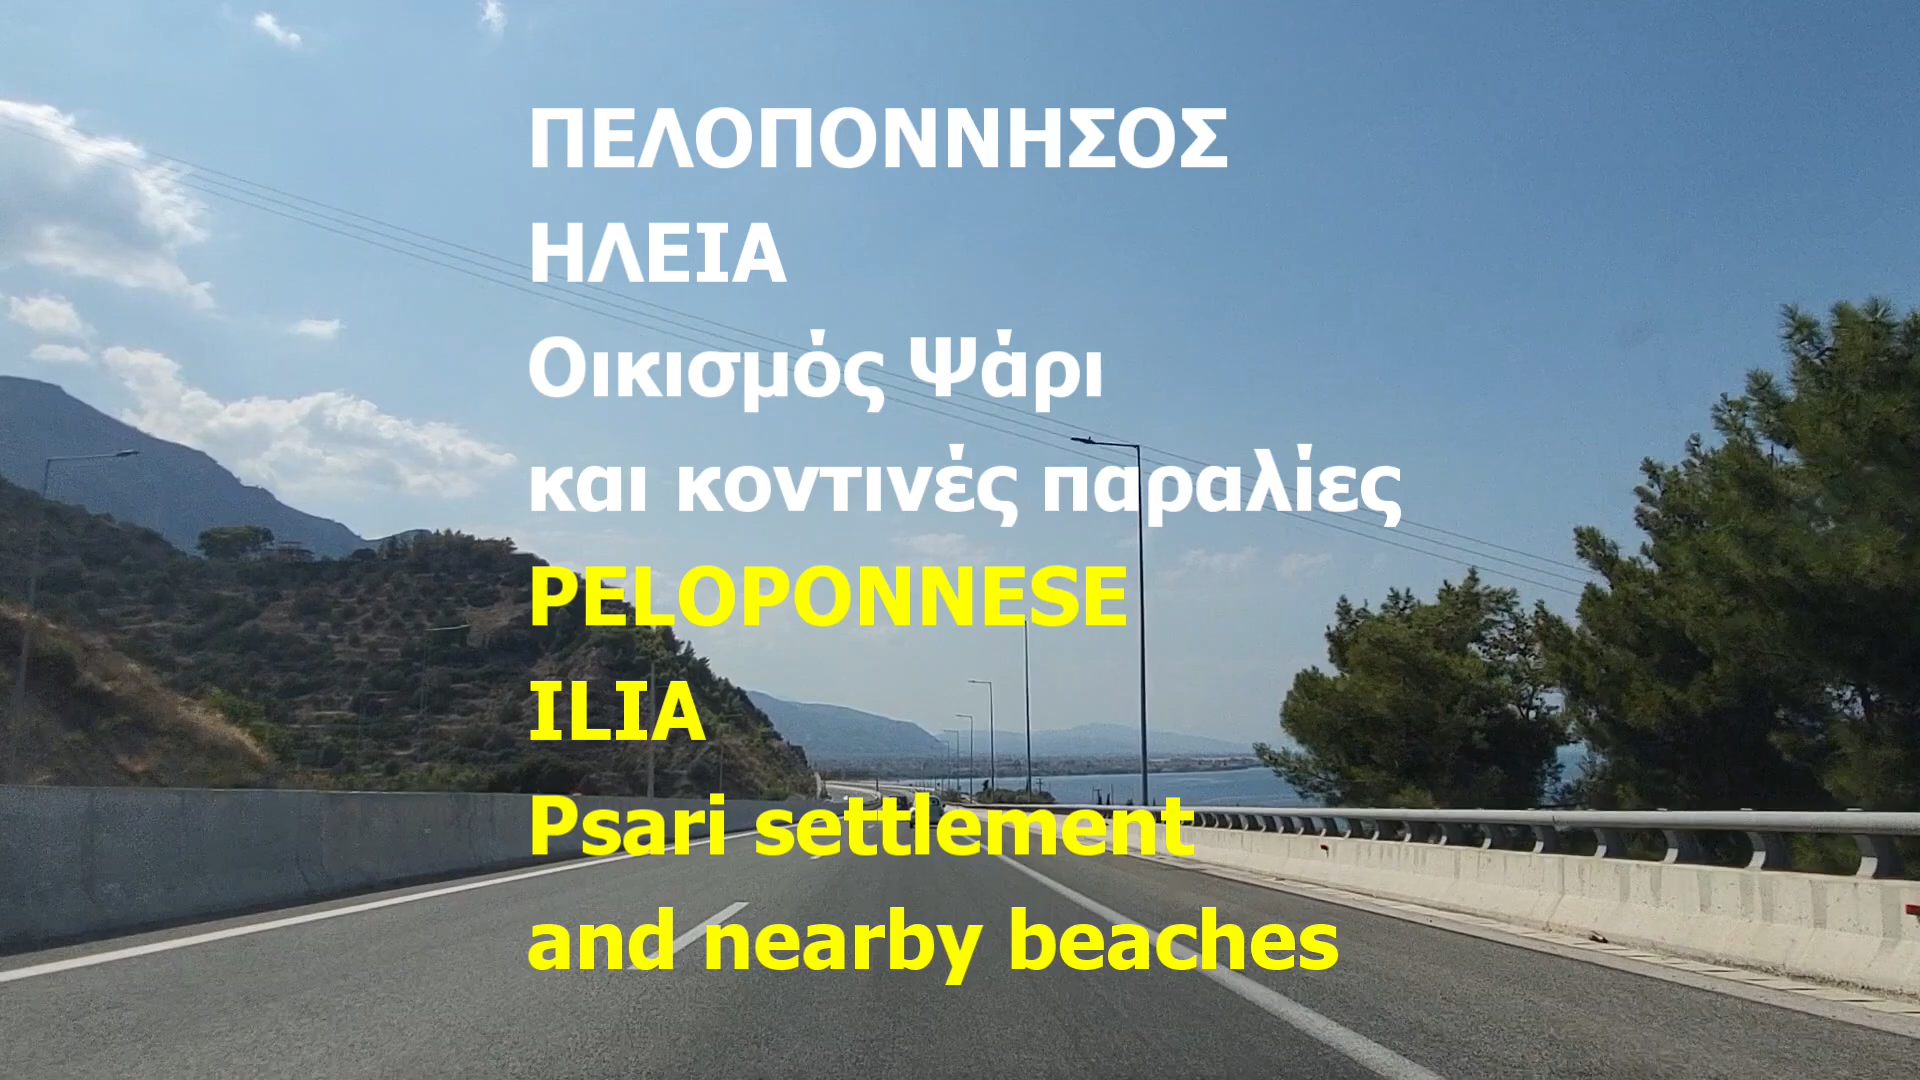 ΠΕΛΟΠΟΝΝΗΣΟΣ
ΗΛΕΙΑ
Οικισμός Ψάρι
και κοντινές παραλίες
PELOPONNESE
ILIA
Psari settlement
and nearby beaches